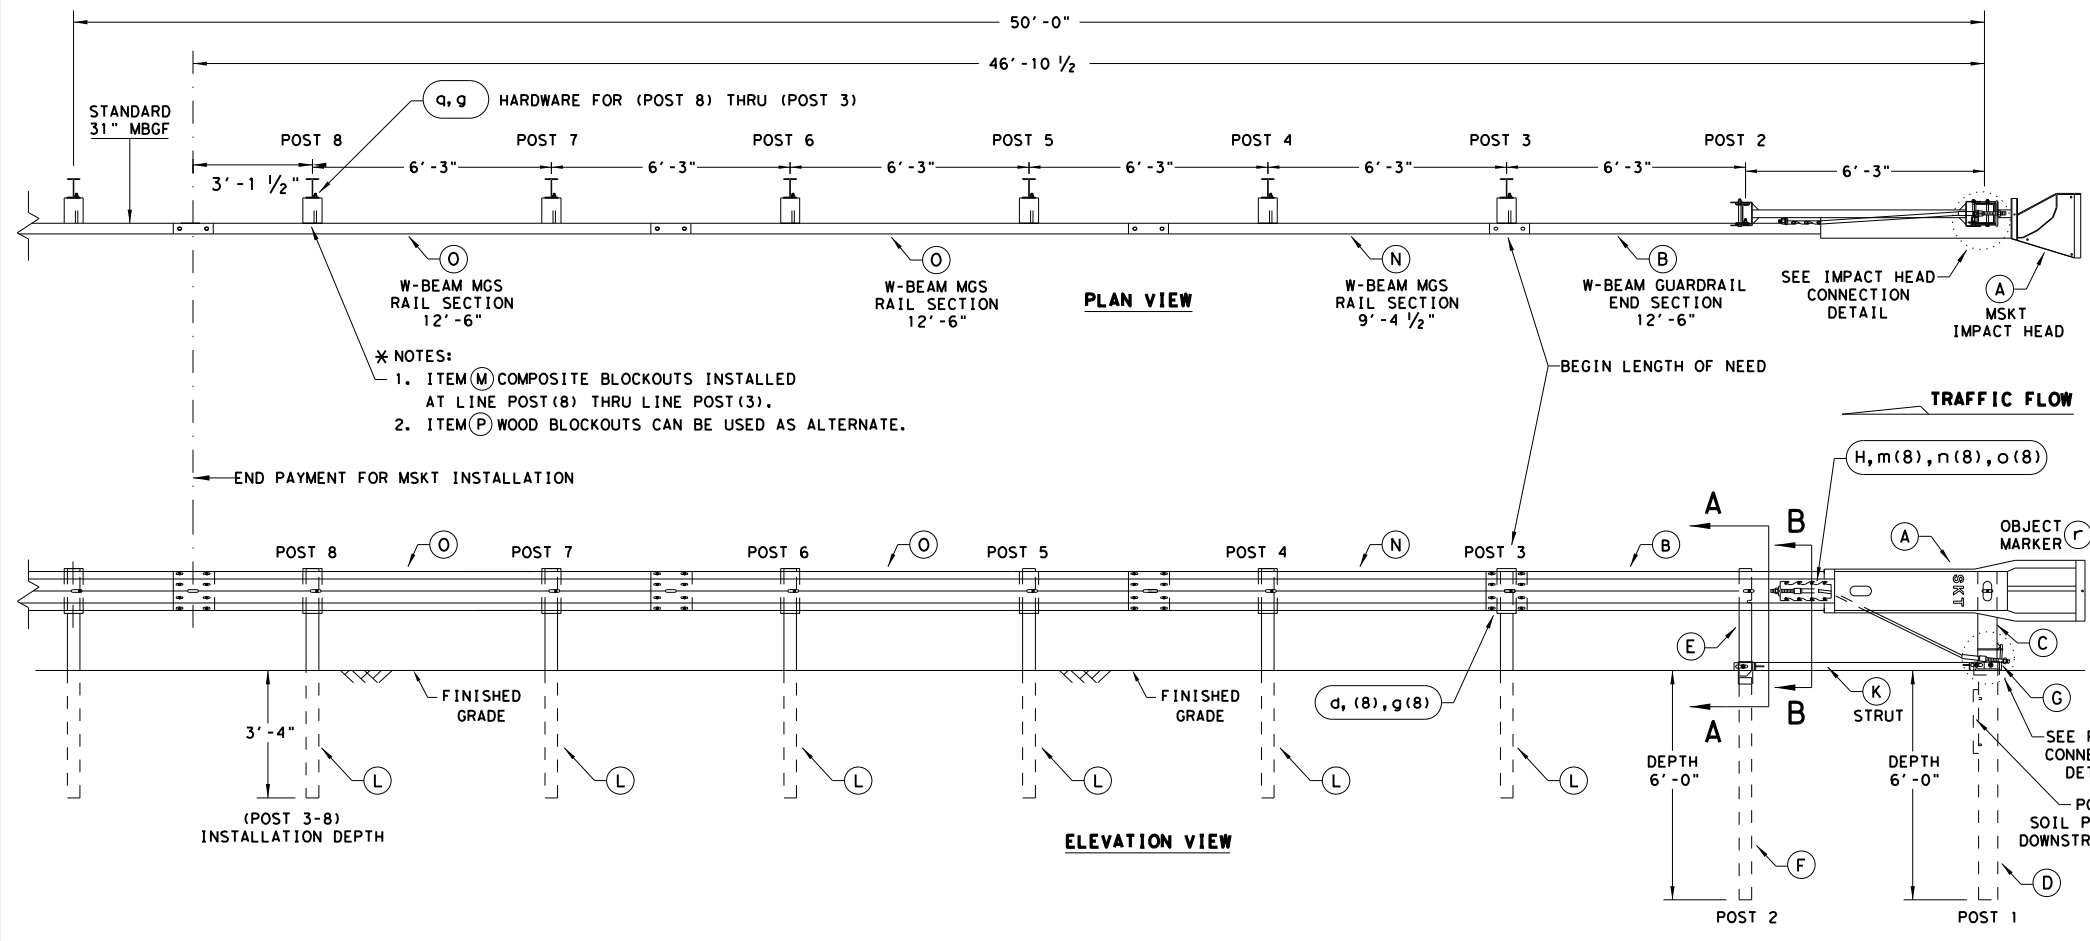 50'-0"
46'-10 ½
STANDARD
31" MBGF
q,g HARDWARE FOR (POST 8) THRU (POST 3)
POST 8
POST 7
POST 6
POST 5
POST 4
POST 3
POST 2
3'-1 ½"
6'-3"
6'-3"
6'-3"
6'-3"
6'-3"
6'-3"
6'-3"
O
W-BEAM MGS
RAIL SECTION
12'-6"
O
W-BEAM MGS
RAIL SECTION
12'-6"
PLAN VIEW
N
W-BEAM MGS
RAIL SECTION
9'-4 ½"
B
W-BEAM GUARDRAIL
END SECTION
12'-6"
SEE IMPACT HEAD
CONNECTION
DETAIL
A
MSKT
IMPACT HEAD
* NOTES:
1. ITEM M COMPOSITE BLOCKOUTS INSTALLED
AT LINE POST(8) THRU LINE POST(3).
2. ITEM P WOOD BLOCKOUTS CAN BE USED AS ALTERNATE.
BEGIN LENGTH OF NEED
TRAFFIC FLOW
END PAYMENT FOR MSKT INSTALLATION
H,m(8),n(8),o(8)
A
B
POST 8
O
POST 7
POST 6
O
POST 5
POST 4
N
POST 3
B
A
OBJECT
MARKER r
SKT
E
C
FINISHED
GRADE
FINISHED
GRADE
d, (8),g(8)
A
B
K
STRUT
G
3'-4"
L
L
L
L
L
L
DEPTH
6'-0"
DEPTH
6'-0"
SEE
CONNE
DET
PO
SOIL P
DOWNSTR
(POST 3-8)
INSTALLATION DEPTH
ELEVATION VIEW
F
D
POST 2
POST 1